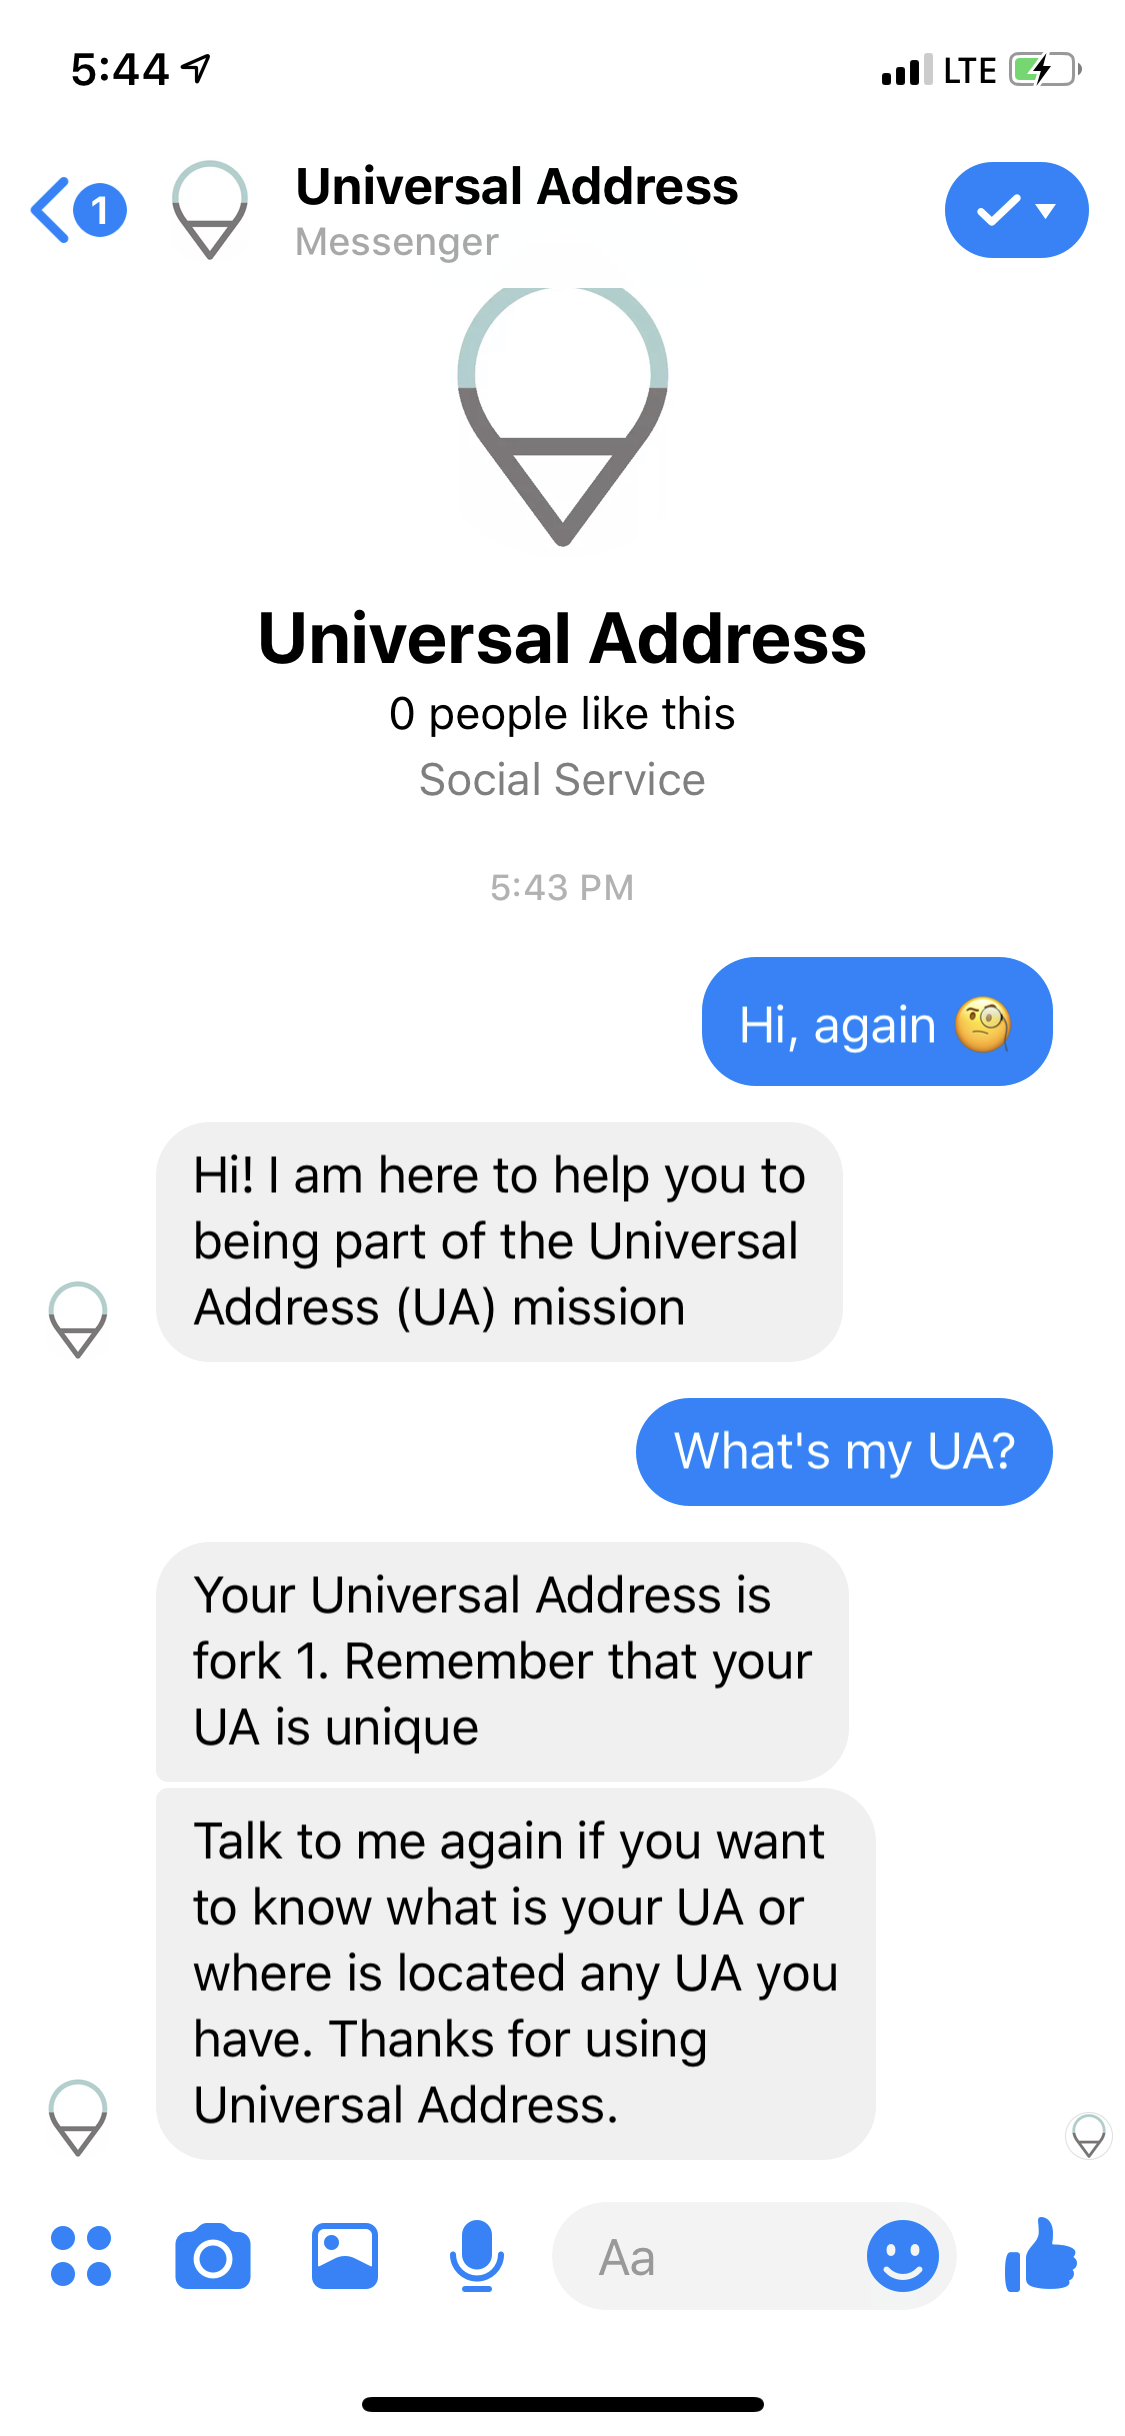 5:44
LTE
1
Universal Address
Messenger
Universal Address
0 people like this
Social Service
5:43 PM
Hi, again 🧐
Hi! I am here to help you to
being part of the Universal
Address (UA) mission
What's my UA?
Your Universal Address is
fork 1. Remember that your
UA is unique
Talk to me again if you want
to know what is your UA or
where is located any UA you
have. Thanks for using
Universal Address.
Aa